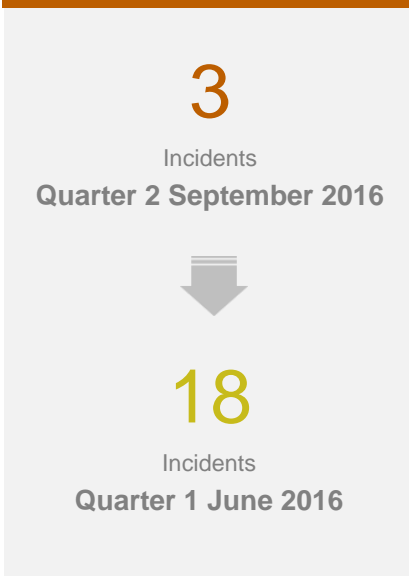 3
Incidents
Quarter 2 September 2016
18
Incidents
Quarter 1 June 2016